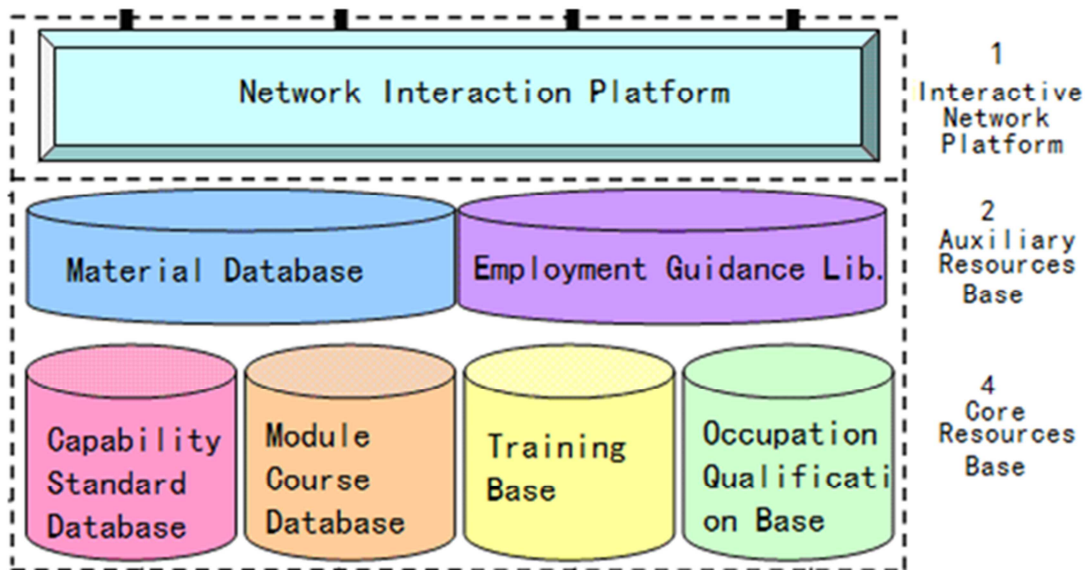 Network Interaction Platform
1
Interactive
Network
Platform
Material Database
Employment Guidance Lib.
2
Auxiliary
Resources
Base
Capability
Standard
Database
Module
Course
Database
Training
Base
Occupation
Qualificati
on Base
4
Core
Resources
Base